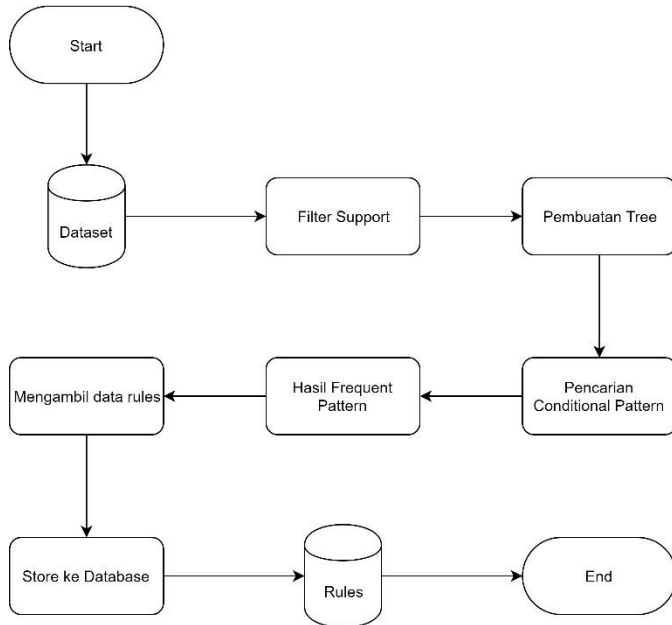 Start
Dataset
Filter Support
Pembuatan Tree
Mengambil data rules
Hasil Frequent
Pattern
Pencarian
Conditional Pattern
Store ke Database
Rules
End